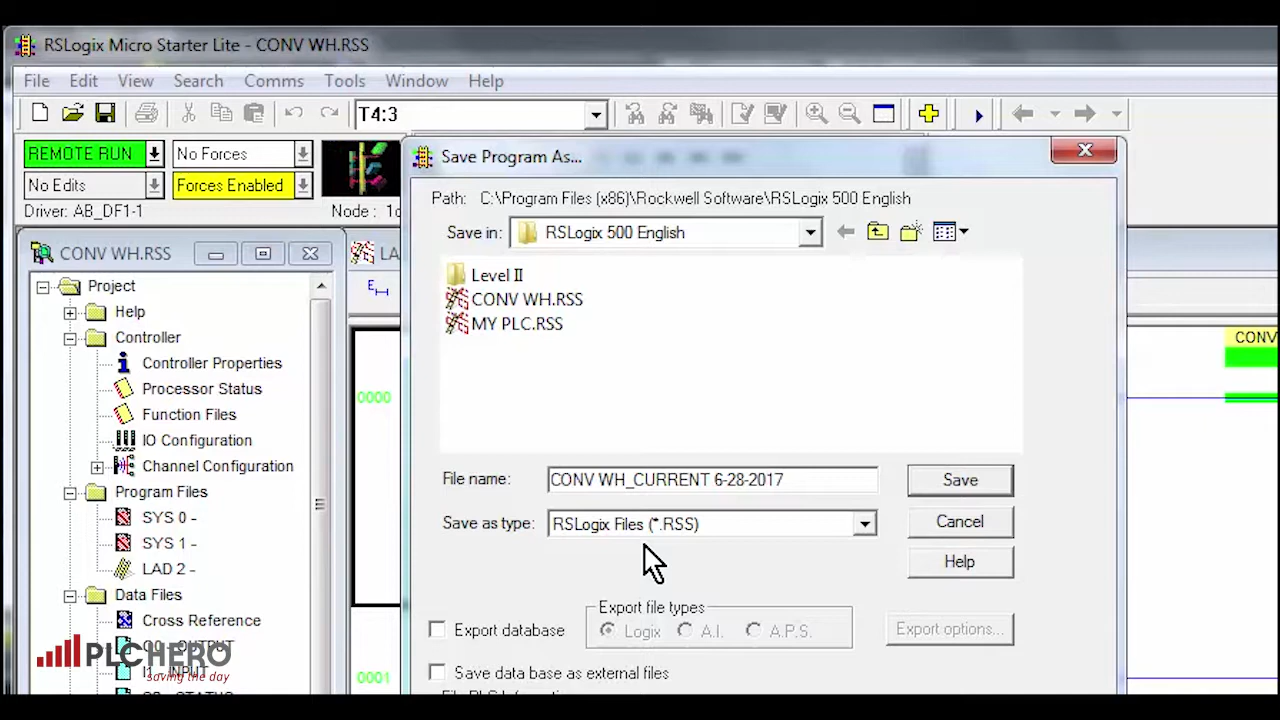 RSLogix Micro Starter Lite - CONV WH.RSS
File Edit View Search Comms Tools Window Help
T4:3
REMOTE RUN No Forces
No Edits Forces Enabled
Driver: AB_DF1-1 Node :
CONV WH.RSS
Project
Help
Controller
Controller Properties
Processor Status
Function Files
IO Configuration
Channel Configuration
Program Files
SYS 0 -
SYS 1 -
LAD 2 -
Data Files
Cross Reference
O0 - OUTPUT
I1 - INPUT
PLCHERO
saving the day
LA
E
0000
0001
CONV
Save Program As...
Path: C:\Program Files (x86)\Rockwell Software\RSLogix 500 English
Save in: RSLogix 500 English
Level II
CONV WH.RSS
MY PLC.RSS
File name: CONV WH_CURRENT 6-28-2017 Save
Save as type: RSLogix Files (*.RSS) Cancel
Help
Export file types
Export database Logix A.I. A.P.S. Export options...
Save data base as external files